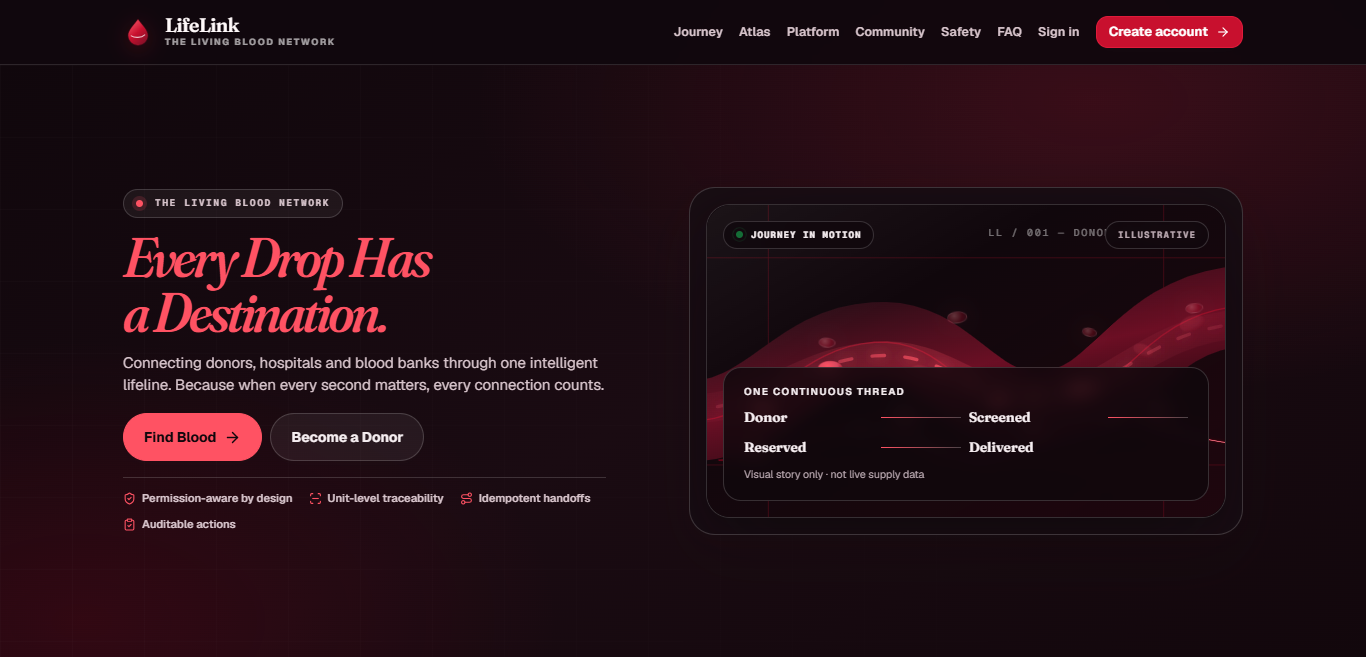 LifeLink
THE LIVING BLOOD NETWORK
Journey Atlas Platform Community Safety FAQ Sign in Create account
THE LIVING BLOOD NETWORK
Every Drop Has
a Destination.
Connecting donors, hospitals and blood banks through one intelligent
lifeline. Because when every second matters, every connection counts.
Find Blood
Become a Donor
Permission-aware by design Unit-level traceability Idempotent handoffs
Auditable actions
JOURNEY IN MOTION
LL / 001 — DONO
ILLUSTRATIVE
ONE CONTINUOUS THREAD
Donor Screened
Reserved Delivered
Visual story only · not live supply data